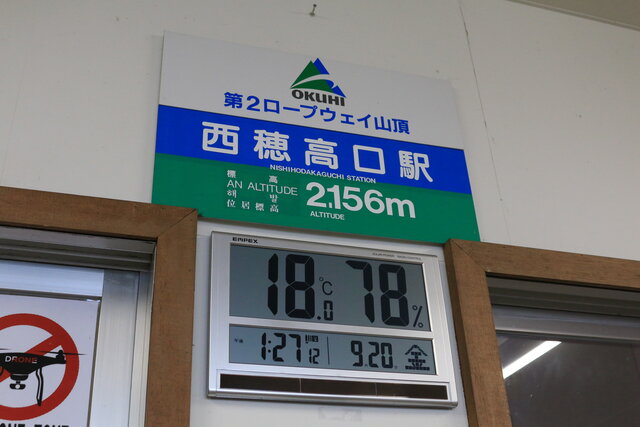 OKUHI
第2ロープウェイ山頂
西穂高口駅
NISHIHODAKAGUCHI STATION
標高
AN ALTITUDE
해발
位居標高
2,156m
ALTITUDE
EMPEX
18.0℃ 78%
午後 1:27 12 9.20 金
DRONE